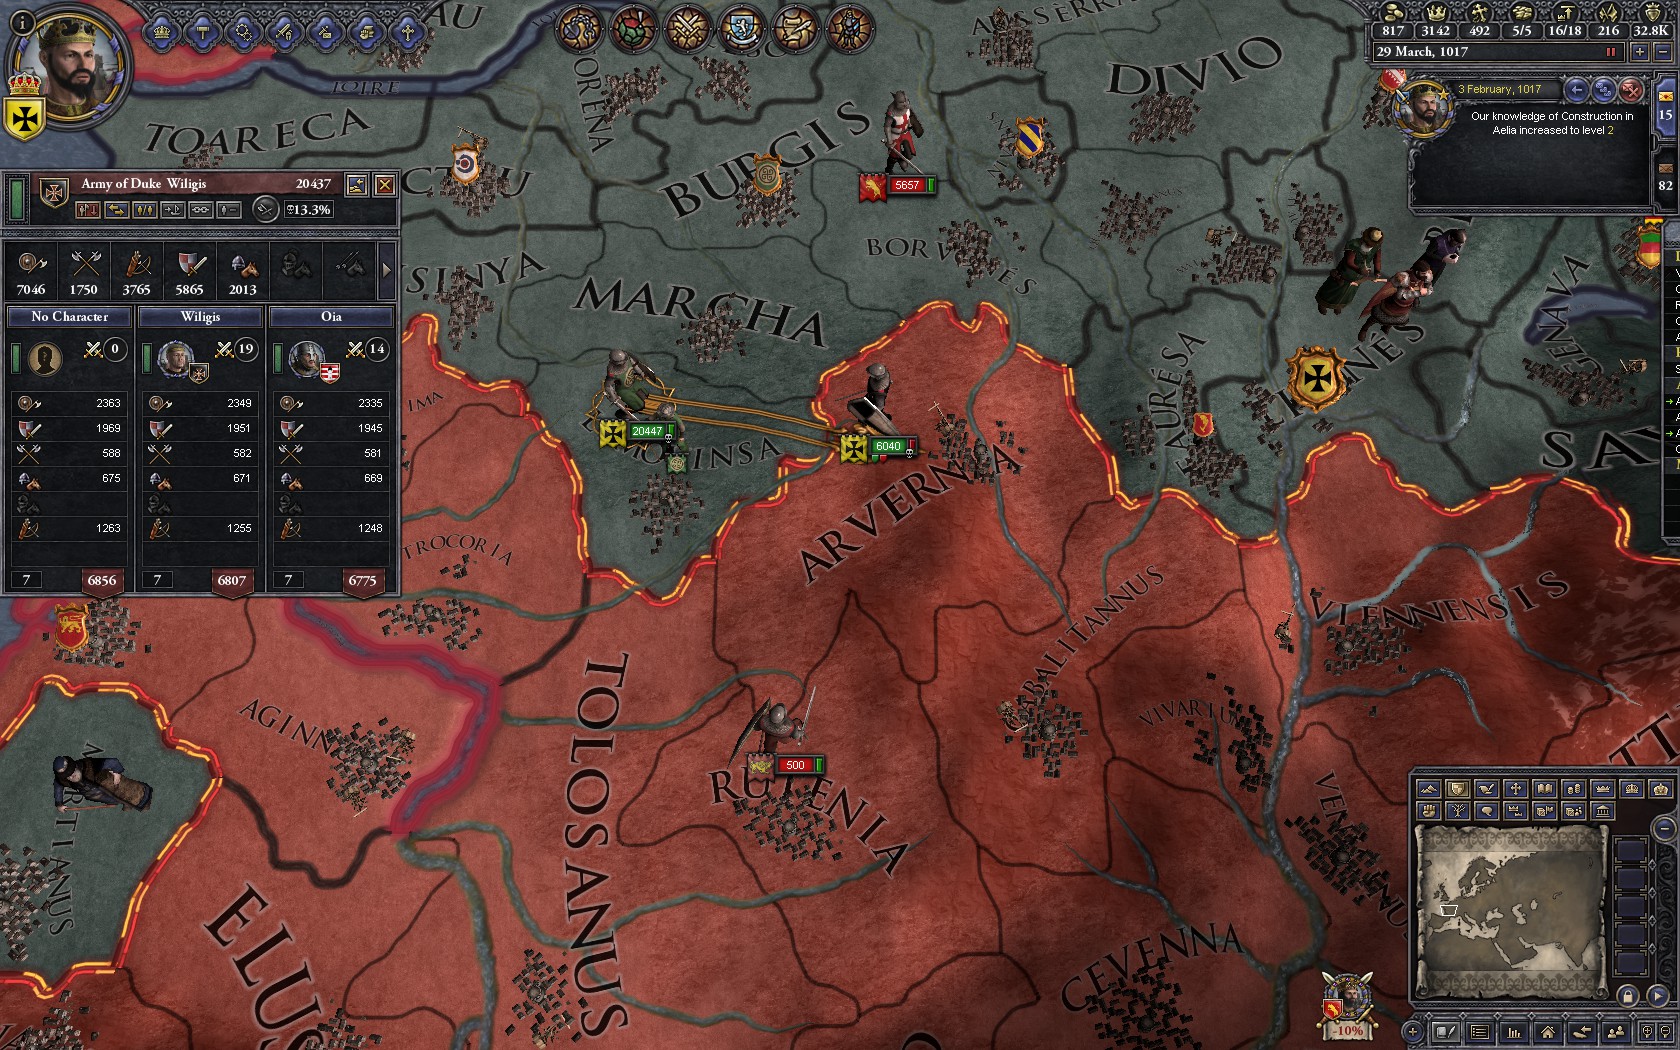 817 3142 492 5/5 16/18 216 32.8K
29 March, 1017
3 February, 1017
Our knowledge of Construction in
Aelia increased to level 2
15
82
Army of Duke Wiligis 20437
13.3%
7046 1750 3765 5865 2013
No Character Wiligis Oia
0 19 14
2363 2349 2335
1969 1951 1945
588 582 581
675 671 669
1263 1255 1248
7 6856 7 6807 7 6775
LOIRE
TOARECA
DIVIO
BURGIS
5657
MARCHA
GENAVA
AURÉSA
20447
6040
ARVERNIA
TROCORIA
GABALITANNUS
VIENNENSIS
TOLOSANUS
AGINN
VIVARIUM
500
RUTENIA
ELUS
CEVENNA
-10%